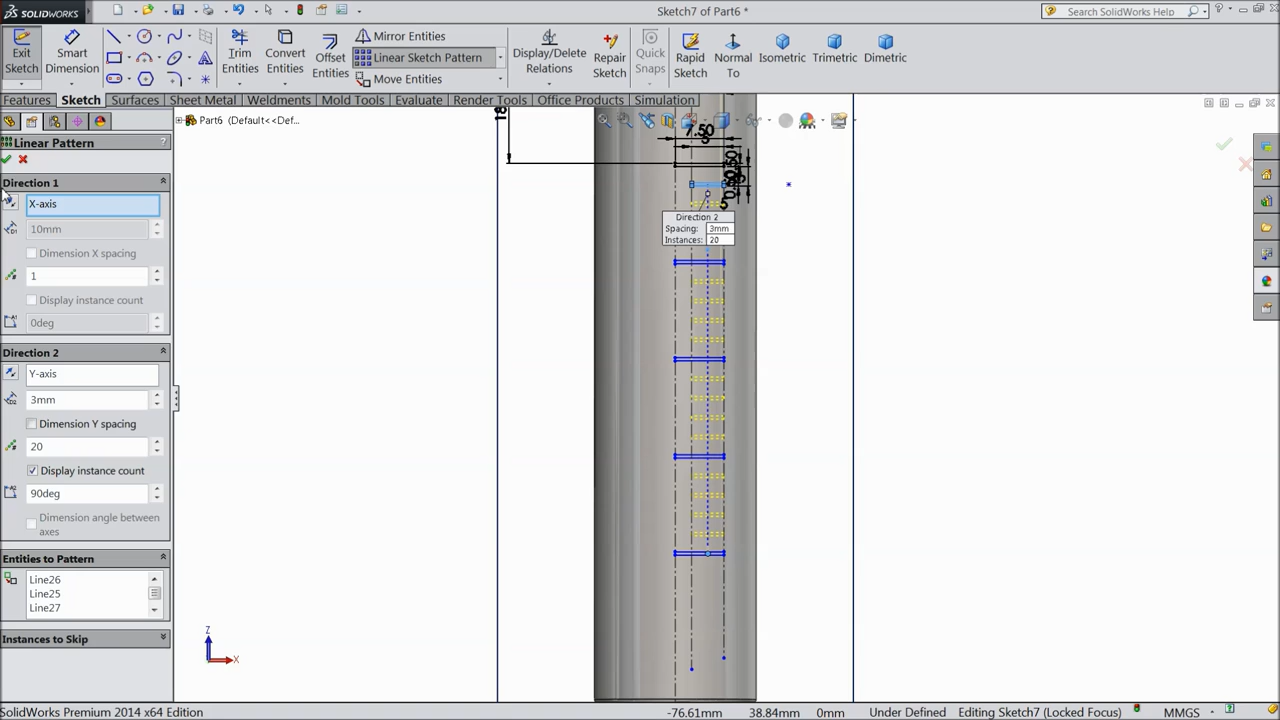 SOLIDWORKS
Sketch7 of Part6 *
Search SolidWorks Help
Exit Sketch
Smart Dimension
Trim Entities
Convert Entities
Offset Entities
Mirror Entities
Linear Sketch Pattern
Move Entities
Display/Delete Relations
Repair Sketch
Quick Snaps
Rapid Sketch
Normal To
Isometric
Trimetric
Dimetric
Features
Sketch
Surfaces
Sheet Metal
Weldments
Mold Tools
Evaluate
Render Tools
Office Products
Simulation
Part6 (Default<<Def...
Linear Pattern
?
Direction 1
X-axis
10mm
Dimension X spacing
1
Display instance count
0deg
Direction 2
Y-axis
3mm
Dimension Y spacing
20
Display instance count
90deg
Dimension angle between
axes
Entities to Pattern
Line26
Line25
Line27
Instances to Skip
7.50
5
Direction 2
Spacing: 3mm
Instances: 20
Z
X
SolidWorks Premium 2014 x64 Edition
-76.61mm
38.84mm
0mm
Under Defined
Editing Sketch7 (Locked Focus)
MMGS